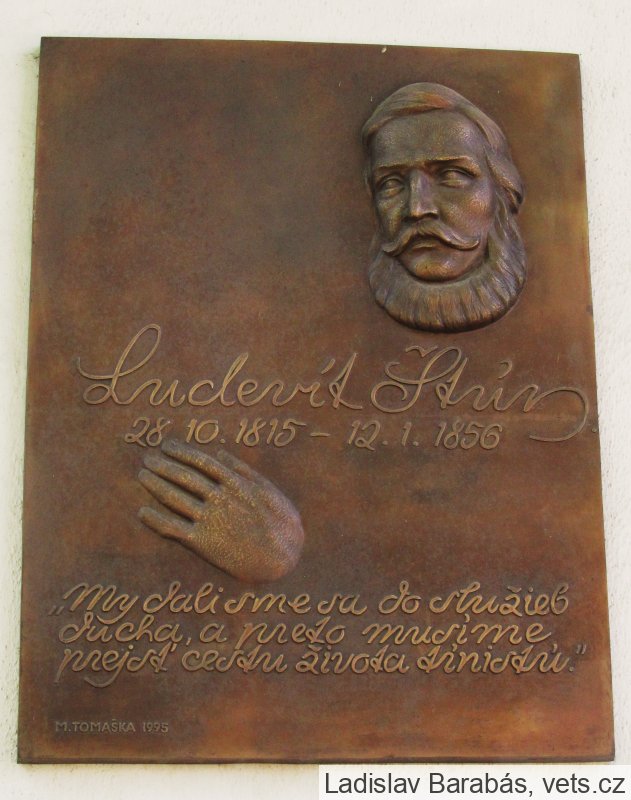 Ludevít Štúr
28. 10. 1815 – 12. 1. 1856
„My dali sme sa do služieb
ducha, a preto musíme
prejsť cestu života tŕnistú."
M. TOMAŠKA 1995
Ladislav Barabás, vets.cz